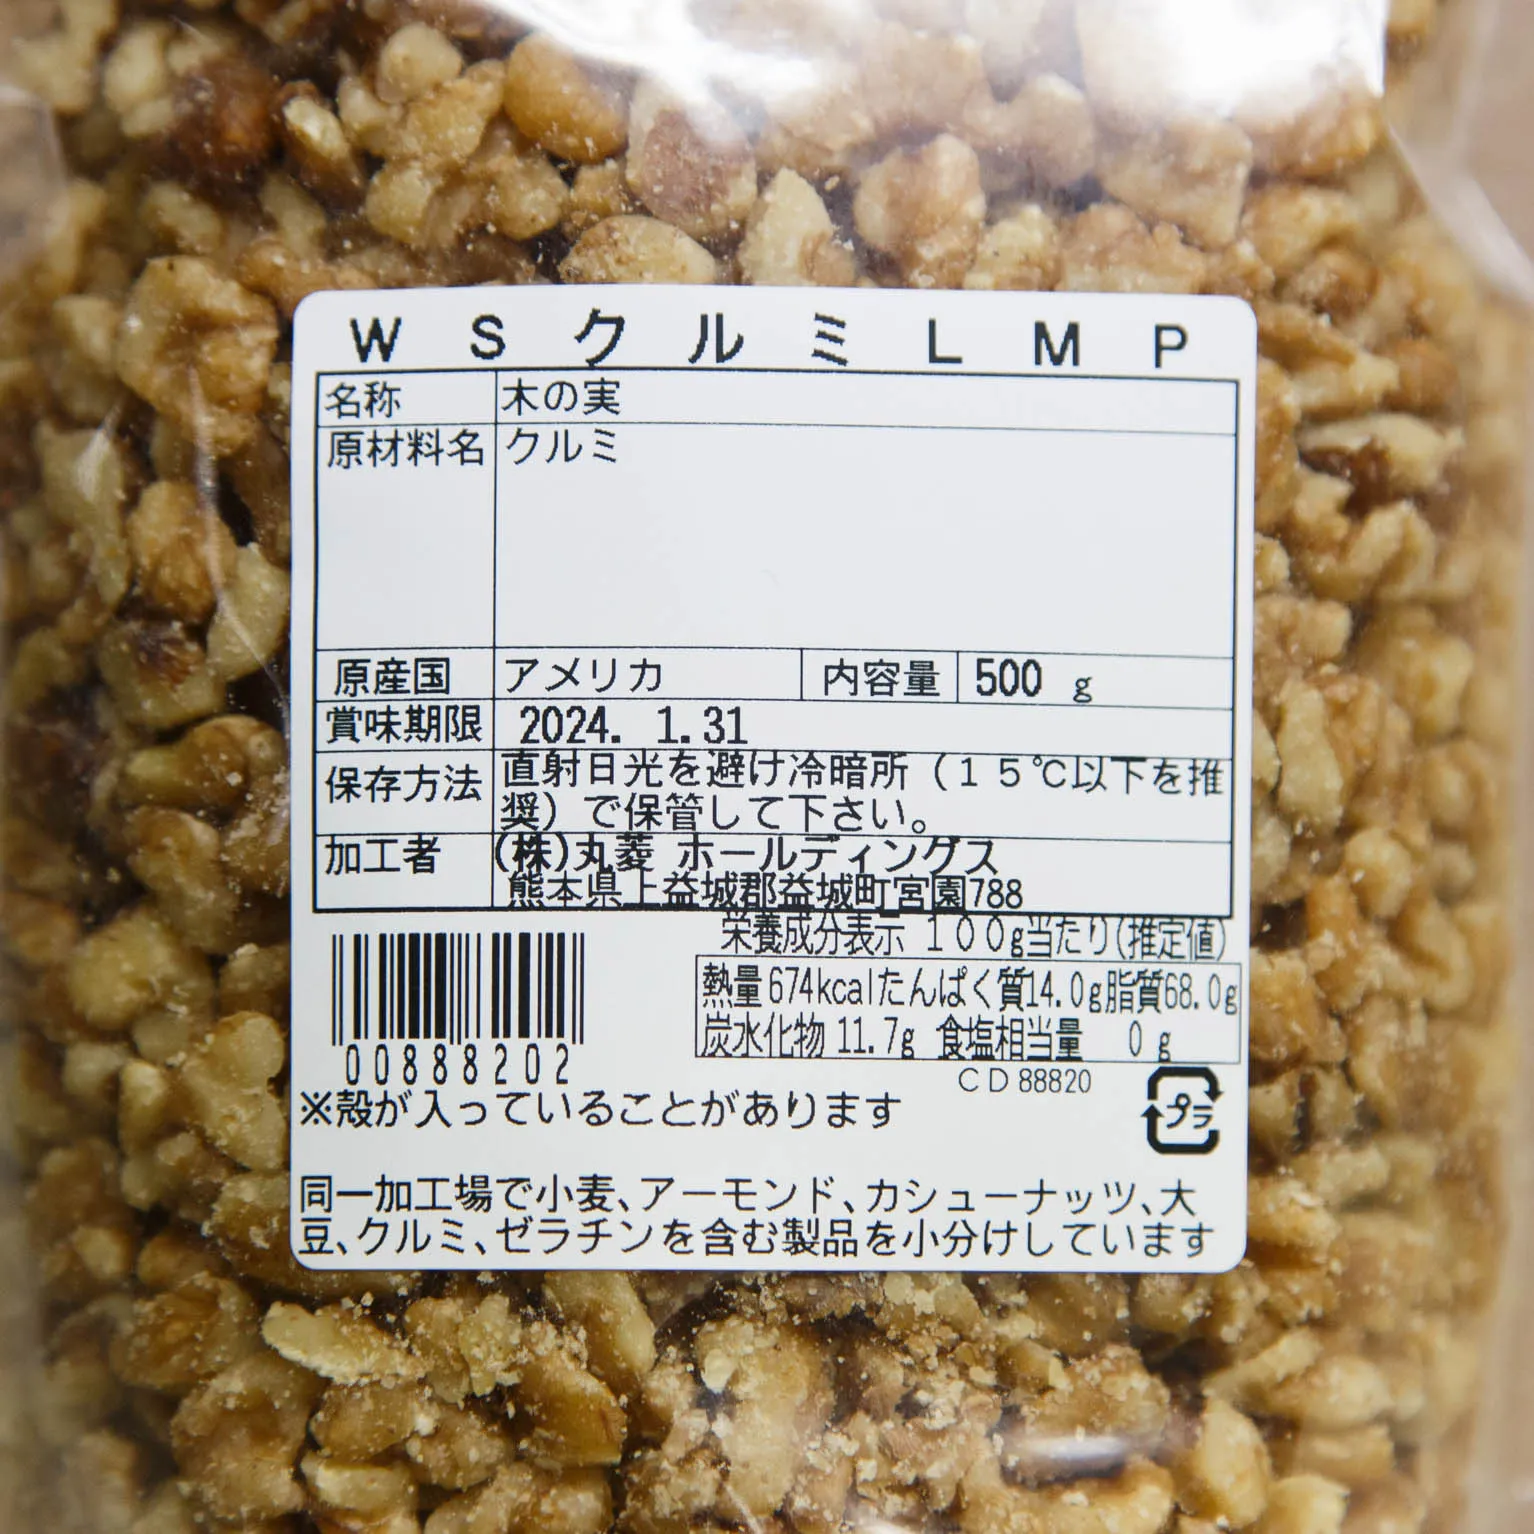 WSクルミLMP
名称 木の実
原材料名 クルミ
原産国 アメリカ 内容量 500 g
賞味期限 2024. 1.31
保存方法 直射日光を避け冷暗所（１５℃以下を推
奨）で保管して下さい。
加工者 (株)丸菱 ホールディングス
熊本県上益城郡益城町宮園788
栄養成分表示 １００g当たり(推定値)
熱量674kcalたんぱく質14.0g脂質68.0g
炭水化物 11.7g 食塩相当量 0 g
00888202
ＣＤ88820
※殻が入っていることがあります
プラ
同一加工場で小麦、アーモンド、カシューナッツ、大
豆、クルミ、ゼラチンを含む製品を小分けしています